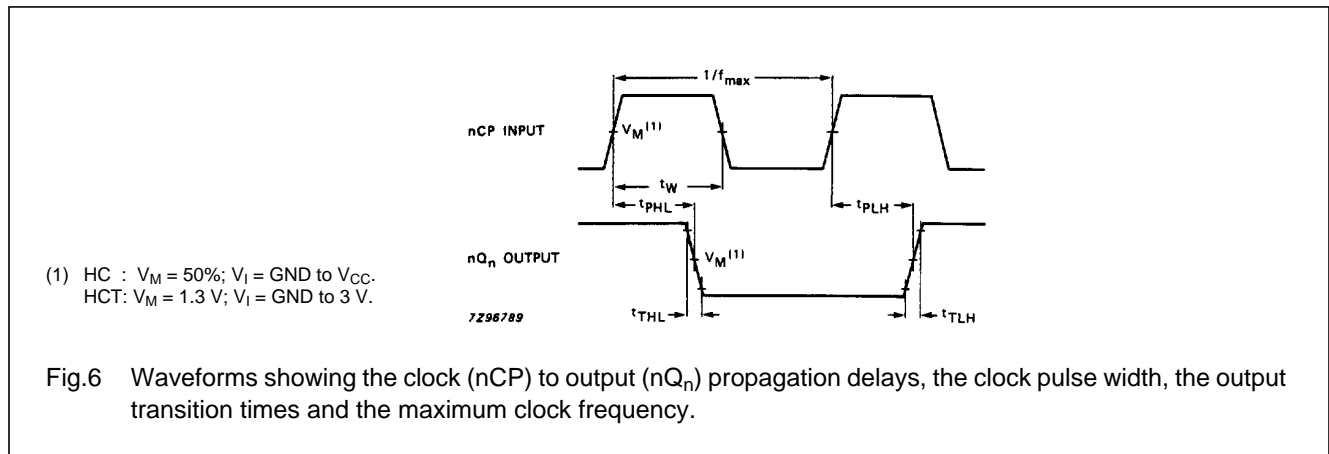 1/fmax
nCP INPUT
VM(1)
tW
tPHL
tPLH
nQn OUTPUT
VM(1)
(1) HC : VM = 50%; VI = GND to VCC.
HCT: VM = 1.3 V; VI = GND to 3 V.
7Z96789
tTHL
tTLH
Fig.6 Waveforms showing the clock (nCP) to output (nQn) propagation delays, the clock pulse width, the output
transition times and the maximum clock frequency.